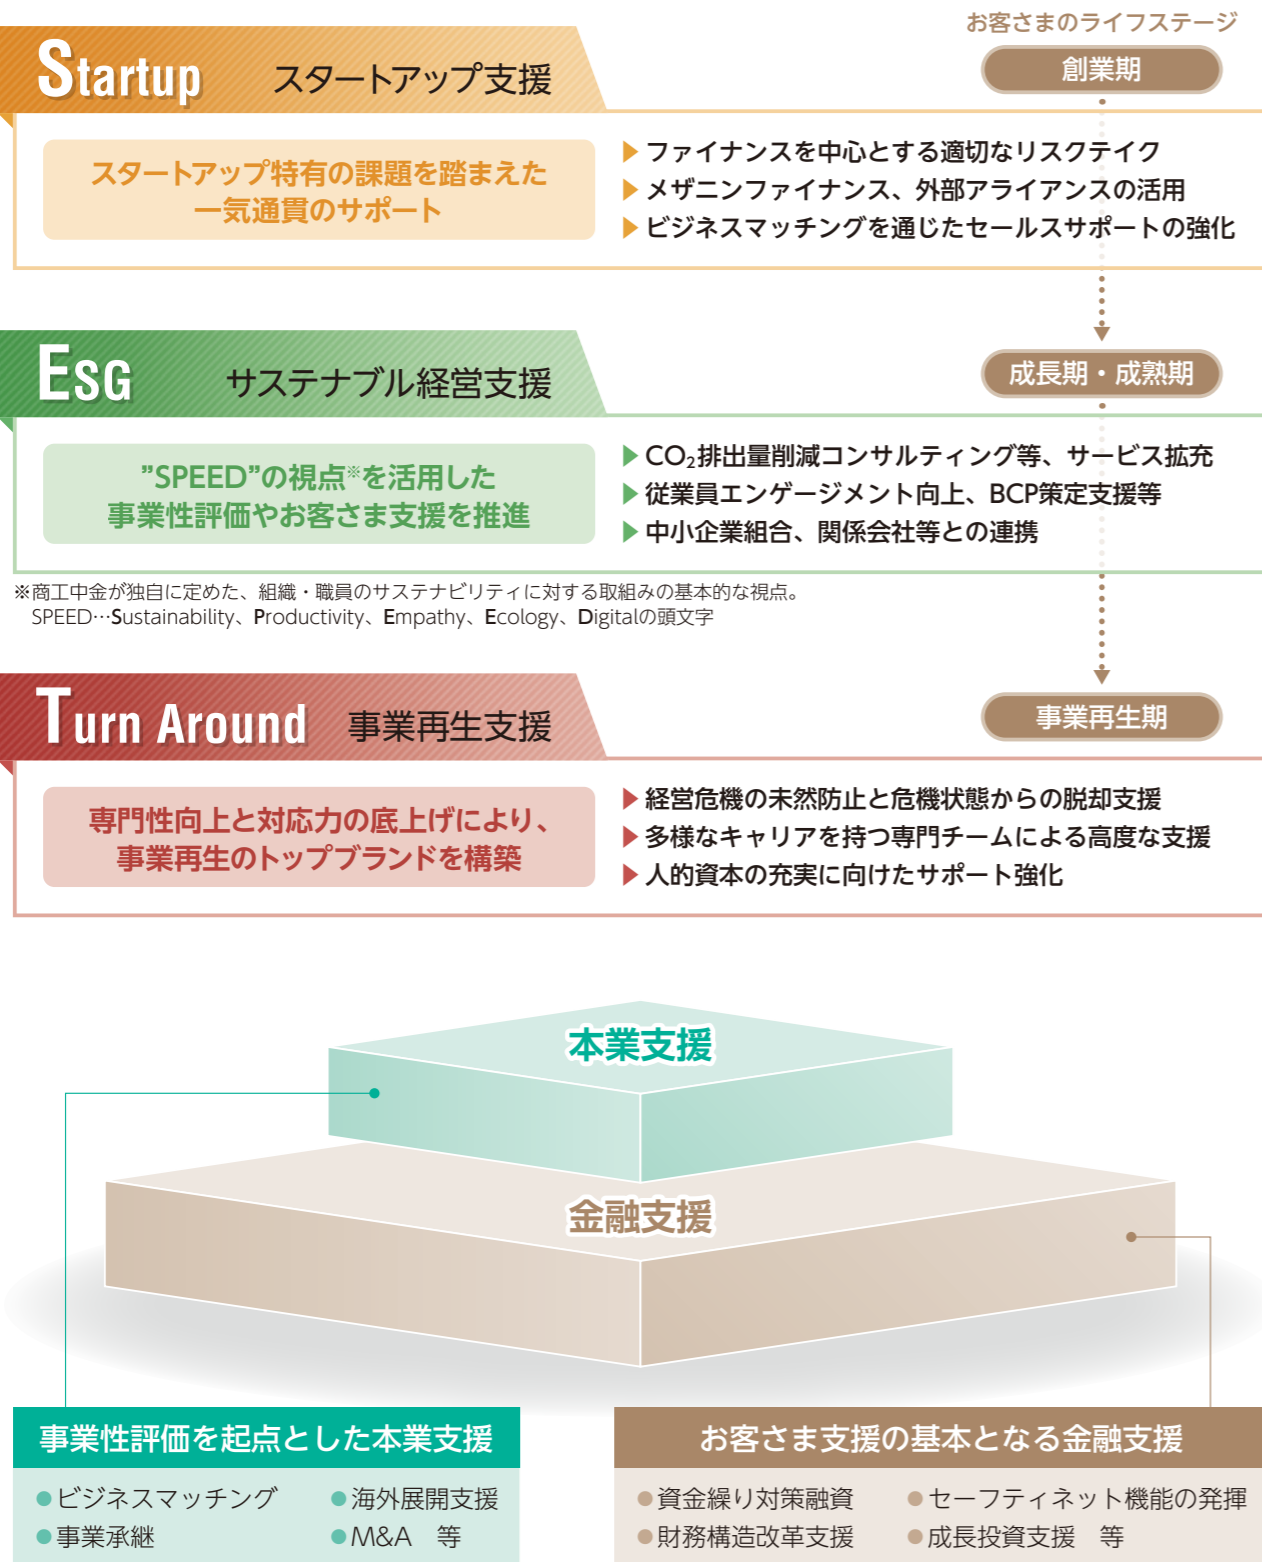 お客さまのライフステージ
Startup スタートアップ支援
創業期
スタートアップ特有の課題を踏まえた
一気通貫のサポート
▶ファイナンスを中心とする適切なリスクテイク
▶メザニンファイナンス、外部アライアンスの活用
▶ビジネスマッチングを通じたセールスサポートの強化
ESG サステナブル経営支援
成長期・成熟期
”SPEED”の視点※を活用した
事業性評価やお客さま支援を推進
▶CO₂排出量削減コンサルティング等、サービス拡充
▶従業員エンゲージメント向上、BCP策定支援等
▶中小企業組合、関係会社等との連携
※商工中金が独自に定めた、組織・職員のサステナビリティに対する取組みの基本的な視点。
SPEED…Sustainability、Productivity、Empathy、Ecology、Digitalの頭文字
Turn Around 事業再生支援
事業再生期
専門性向上と対応力の底上げにより、
事業再生のトップブランドを構築
▶経営危機の未然防止と危機状態からの脱却支援
▶多様なキャリアを持つ専門チームによる高度な支援
▶人的資本の充実に向けたサポート強化
本業支援
金融支援
事業性評価を起点とした本業支援
●ビジネスマッチング ●海外展開支援
●事業承継 ●M&A 等
お客さま支援の基本となる金融支援
●資金繰り対策融資 ●セーフティネット機能の発揮
●財務構造改革支援 ●成長投資支援 等